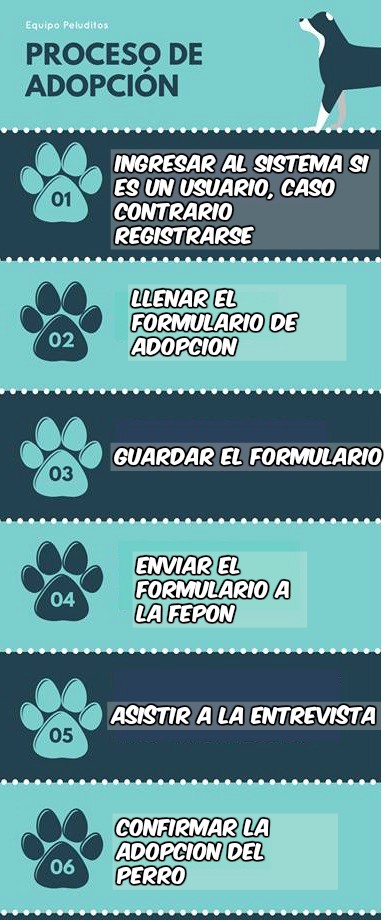 Equipo Peluditos
PROCESO DE
ADOPCIÓN
01
INGRESAR AL SISTEMA SI
ES UN USUARIO, CASO
CONTRARIO
REGISTRARSE
02
LLENAR EL
FORMULARIO DE
ADOPCION
03
GUARDAR EL FORMULARIO
04
ENVIAR EL
FORMULARIO A
LA FEPON
05
ASISTIR A LA ENTREVISTA
06
CONFIRMAR LA
ADOPCION DEL
PERRO